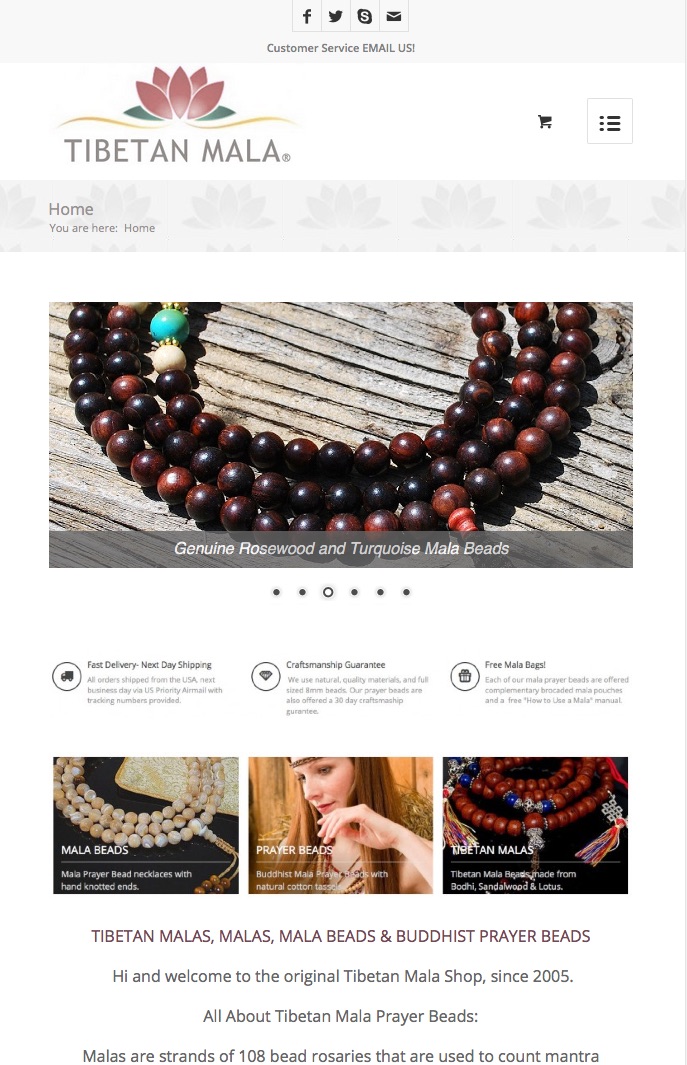 Customer Service EMAIL US!
TIBETAN MALA®
Home
You are here: Home
Genuine Rosewood and Turquoise Mala Beads
Fast Delivery- Next Day Shipping
All orders shipped from the USA, next
business day via US Priority Airmail with
tracking numbers provided.
Craftsmanship Guarantee
We use natural, quality materials, and full
sized 8mm beads. Our prayer beads are
also offered a 30 day craftsmaship
gurantee.
Free Mala Bags!
Each of our mala prayer beads are offered
complementary brocaded mala pouches
and a free "How to Use a Mala" manual.
MALA BEADS
Mala Prayer Bead necklaces with
hand knotted ends.
PRAYER BEADS
Buddhist Mala Prayer Beads with
natural cotton tassels.
TIBETAN MALAS
Tibetan Mala Beads made from
Bodhi, Sandalwood & Lotus.
TIBETAN MALAS, MALAS, MALA BEADS & BUDDHIST PRAYER BEADS
Hi and welcome to the original Tibetan Mala Shop, since 2005.
All About Tibetan Mala Prayer Beads:
Malas are strands of 108 bead rosaries that are used to count mantra